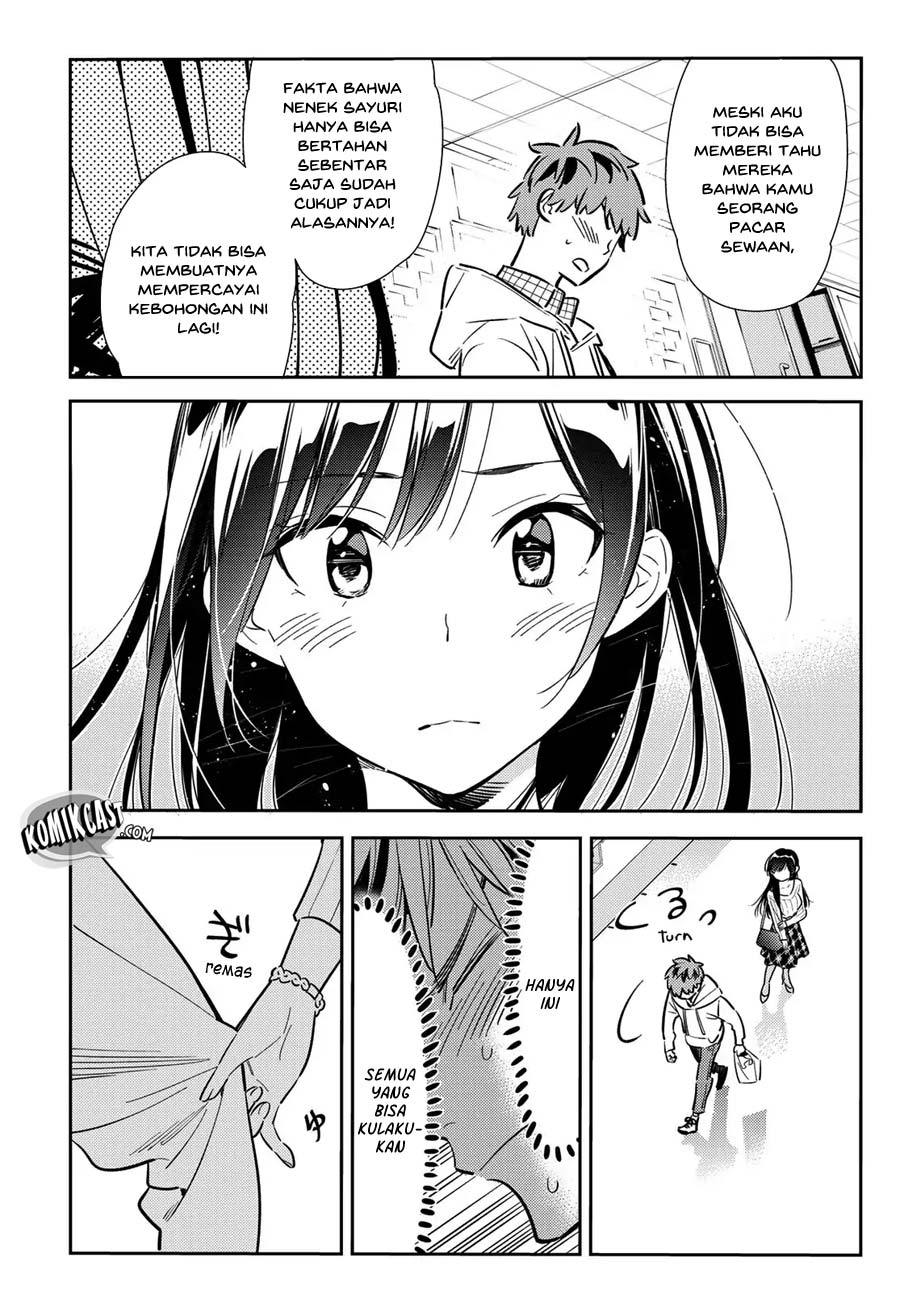 MESKI AKU
TIDAK BISA
MEMBERI TAHU
MEREKA
BAHWA KAMU
SEORANG
PACAR
SEWAAN,
FAKTA BAHWA
NENEK SAYURI
HANYA BISA
BERTAHAN
SEBENTAR
SAJA SUDAH
CUKUP JADI
ALASANNYA!
KITA TIDAK BISA
MEMBUATNYA
MEMPERCAYAI
KEBOHONGAN INI
LAGI!
KOMIKCAST
.COM
くるっ
turn
HANYA
INI
SEMUA
YANG
BISA
KULAKU-
KAN
remas